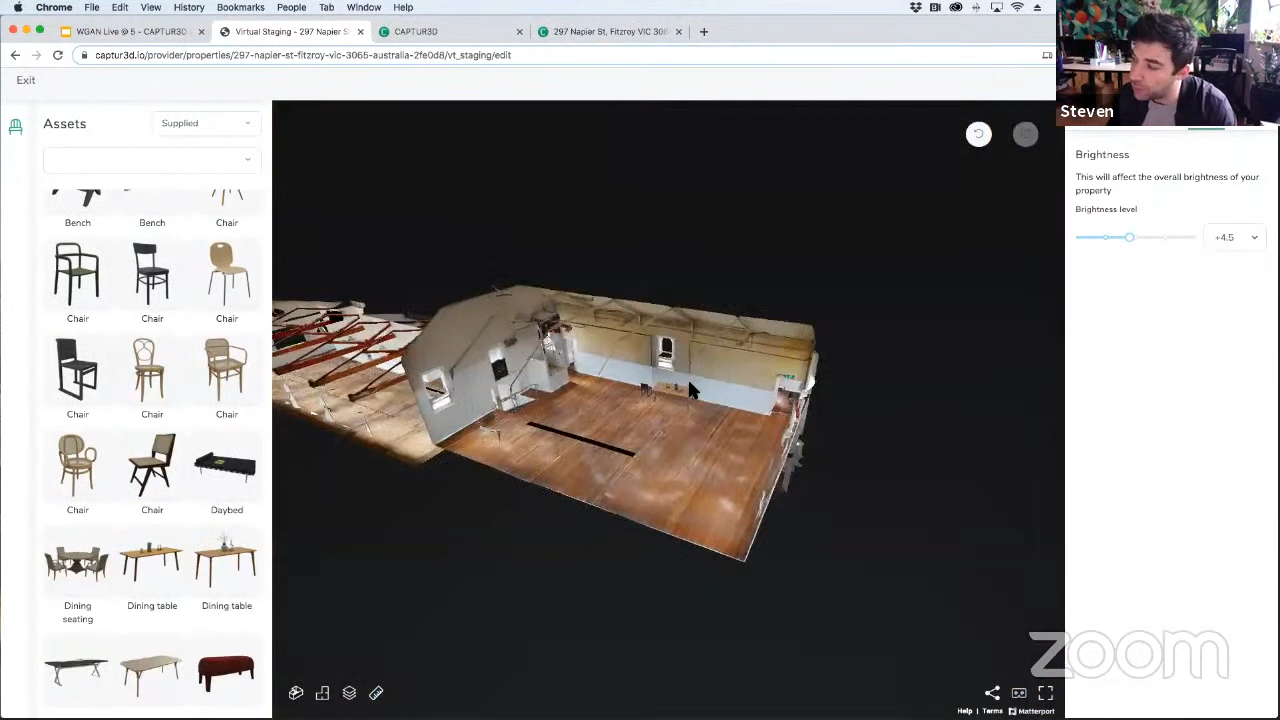 Chrome File Edit View History Bookmarks People Tab Window Help
WGAN Live @ 5 - CAPTUR3D
Virtual Staging - 297 Napier S
CAPTUR3D
297 Napier St, Fitzroy VIC 306
captur3d.io/provider/properties/297-napier-st-fitzroy-vic-3065-australia-2fe0d8/vt_staging/edit
Exit
Steven
Assets
Supplied
Brightness
This will affect the overall brightness of your
property
Brightness level
+4.5
Bench Bench Chair
Chair Chair Chair
Chair Chair Chair
Chair Chair Daybed
Dining
seating
Dining table Dining table
zoom
Help | Terms Matterport